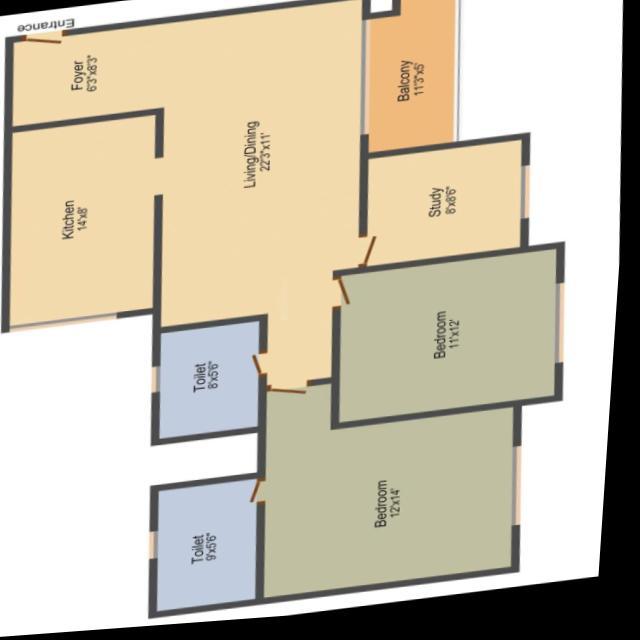 Entrance
Foyer
6'3"x8'3"
Balcony
11'3"x5'
Living/Dining
22'3"x11'
Kitchen
14'x8'
Study
8'x8'6"
Bedroom
11'x12'
Toilet
8'x5'6"
Bedroom
12'x14'
Toilet
9'x5'6"